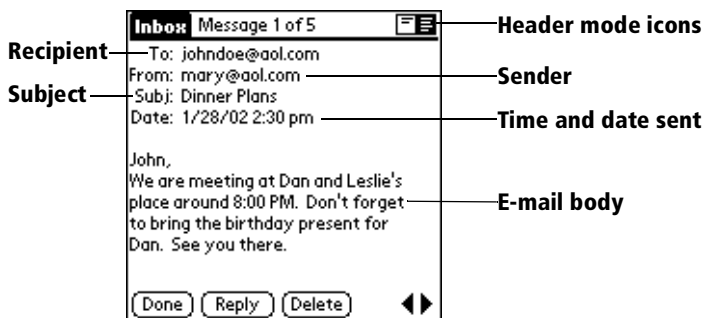 Inbox Message 1 of 5
Header mode icons
Recipient
To: johndoe@aol.com
From: mary@aol.com
Sender
Subject
Subj: Dinner Plans
Date: 1/28/02 2:30 pm
Time and date sent
John,
We are meeting at Dan and Leslie's
place around 8:00 PM. Don't forget
E-mail body
to bring the birthday present for
Dan. See you there.
Done Reply Delete